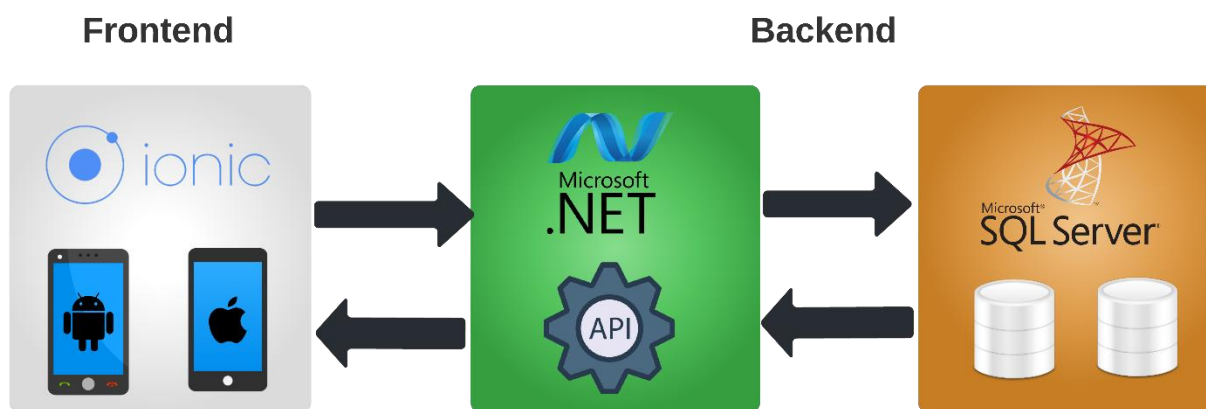 Frontend
Backend
ionic
Microsoft
.NET
API
Microsoft®
SQL Server®